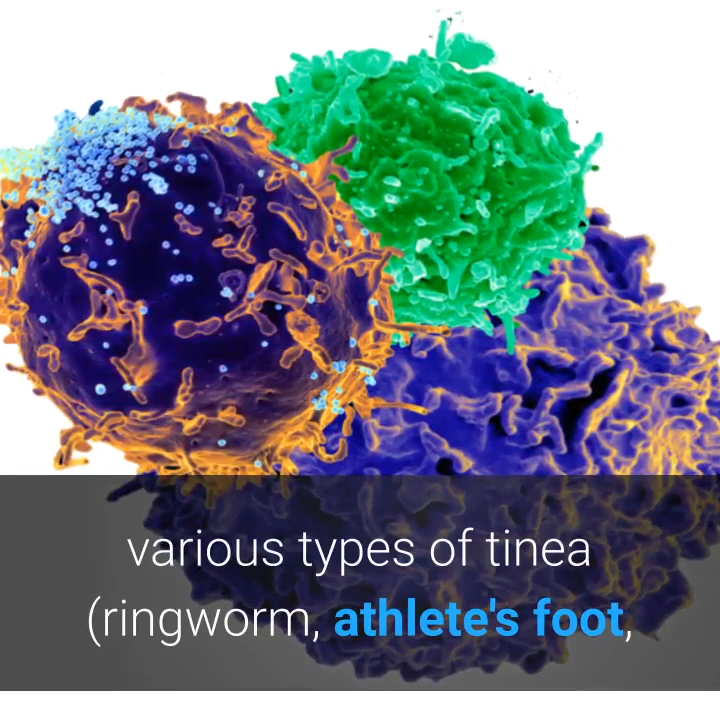 various types of tinea
(ringworm, athlete's foot,